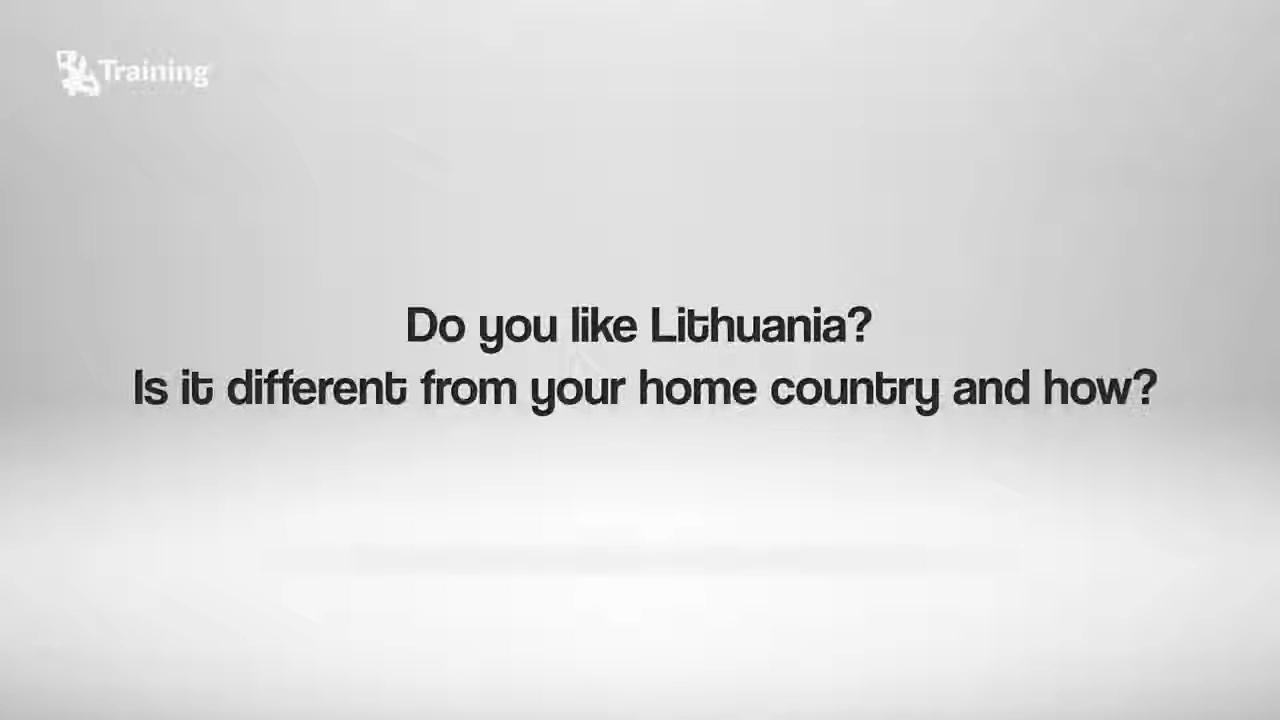 Training
Do you like Lithuania?
Is it different from your home country and how?